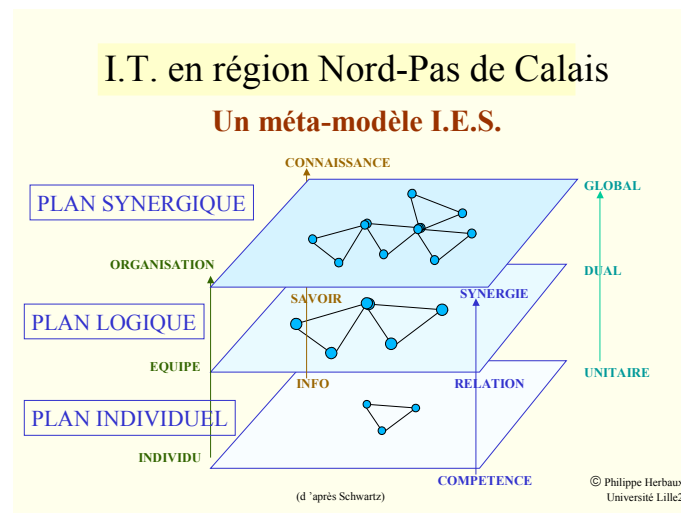 I.T. en région Nord-Pas de Calais
Un méta-modèle I.E.S.
CONNAISSANCE
GLOBAL
PLAN SYNERGIQUE
ORGANISATION
DUAL
SAVOIR
SYNERGIE
PLAN LOGIQUE
EQUIPE
INFO
RELATION
UNITAIRE
PLAN INDIVIDUEL
INDIVIDU
COMPETENCE
(d ’après Schwartz)
© Philippe Herbaux
Université Lille2